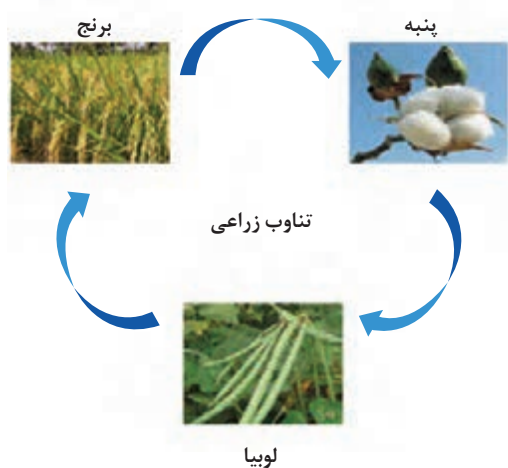 برنج
پنبه
تناوب زراعی
لوبیا